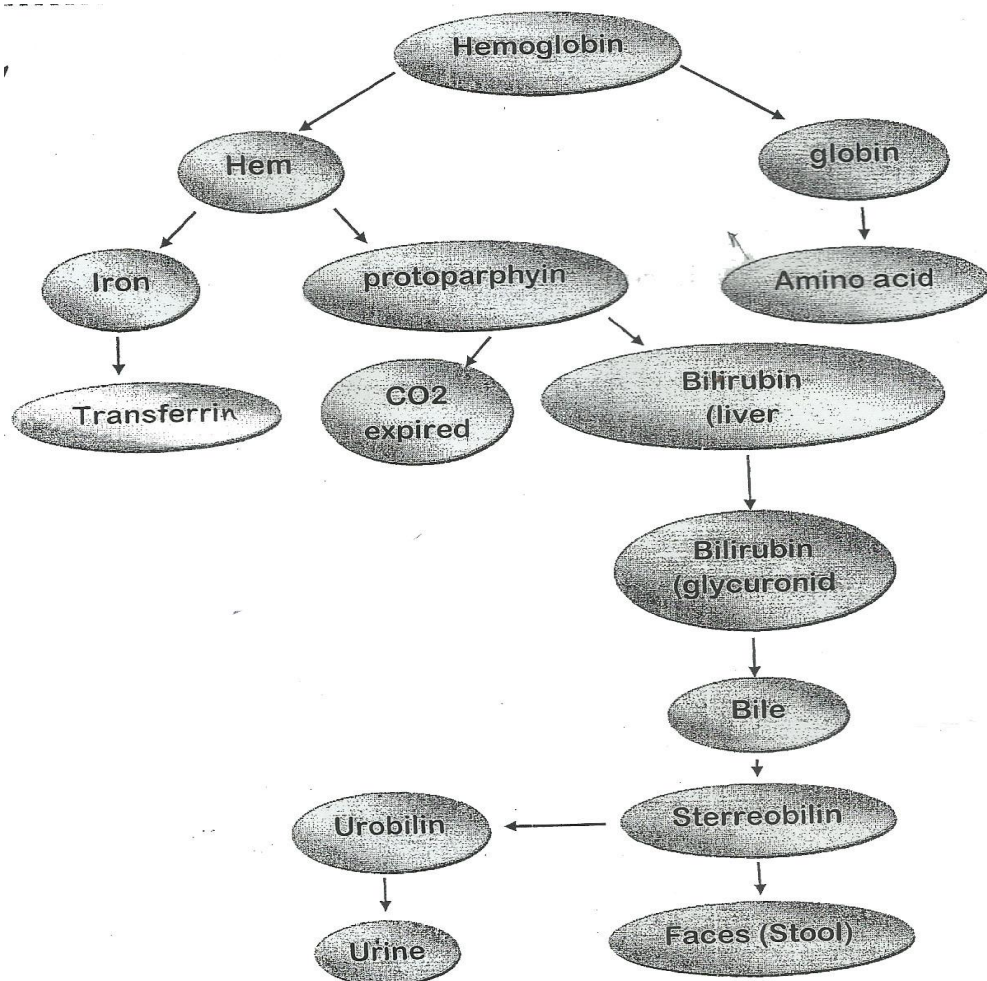 Hemoglobin
Hem
globin
Iron
protoparphyin
Amino acid
Transferrin
CO2
expired
Bilirubin
(liver
Bilirubin
(glycuronid
Bile
Urobilin
Sterreobilin
Urine
Faces (Stool)